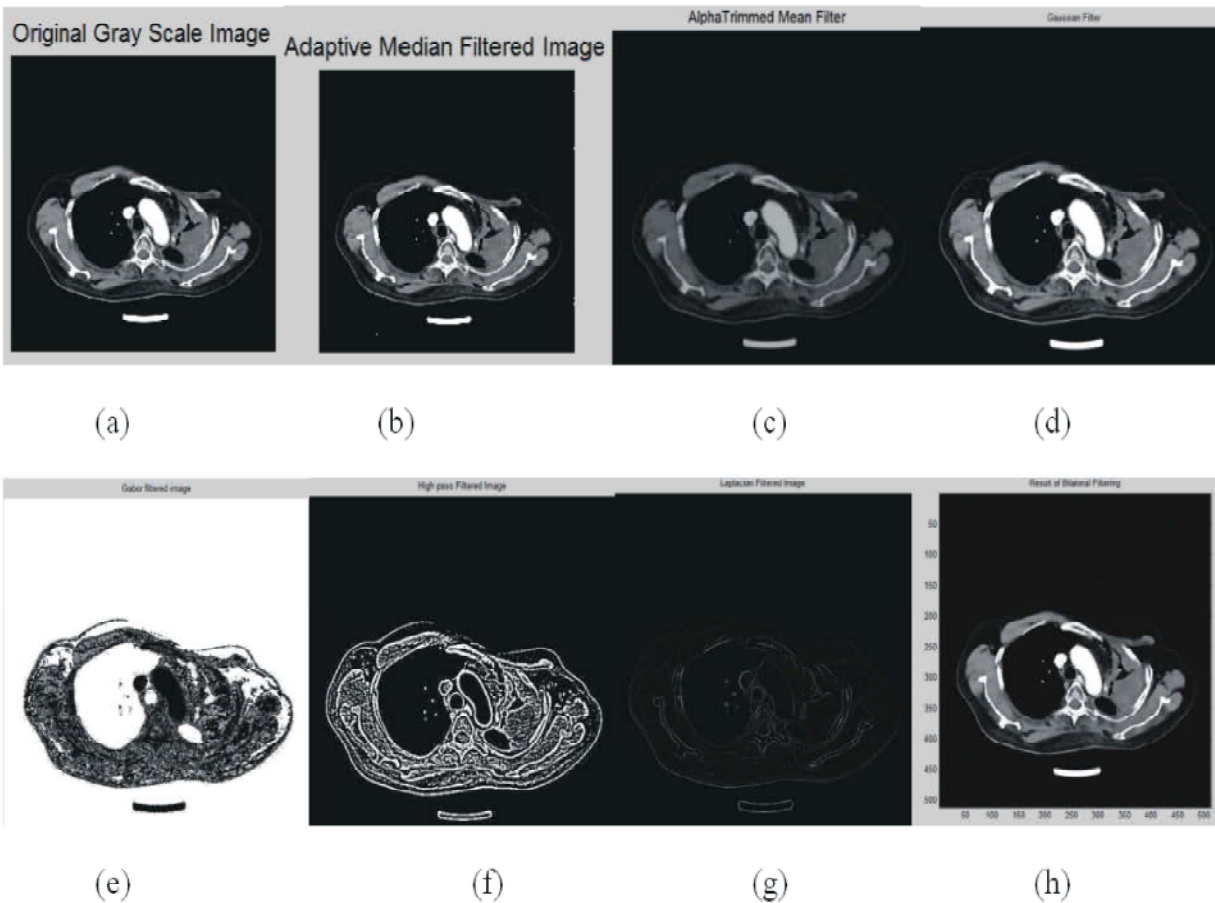 Original Gray Scale Image
Adaptive Median Filtered Image
AlphaTrimmed Mean Filter
Gaussian Filter
(a)
(b)
(c)
(d)
Gabor filtered image
High pass Filtered Image
Laplacian Filtered Image
Result of Bilateral Filtering
50
100
150
200
250
300
350
400
450
500
50 100 150 200 250 300 350 400 450 500
(e)
(f)
(g)
(h)